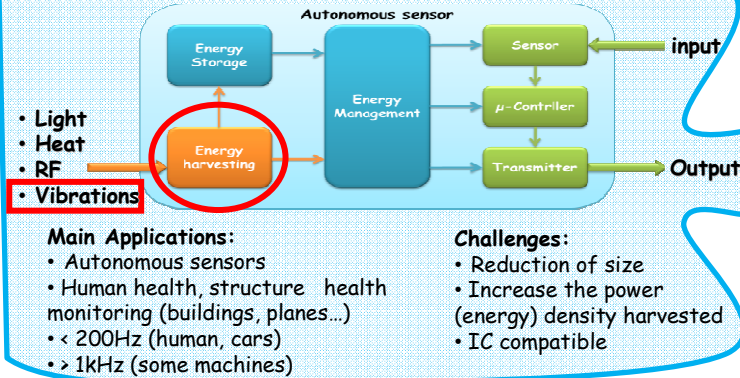 Autonomous sensor
Energy
Storage
Energy
Management
Sensor
input
µ-Contrller
• Light
• Heat
• RF
• Vibrations
Energy
harvesting
Transmitter
Output
Main Applications:
• Autonomous sensors
• Human health, structure health
monitoring (buildings, planes…)
• < 200Hz (human, cars)
• > 1kHz (some machines)
Challenges:
• Reduction of size
• Increase the power
(energy) density harvested
• IC compatible